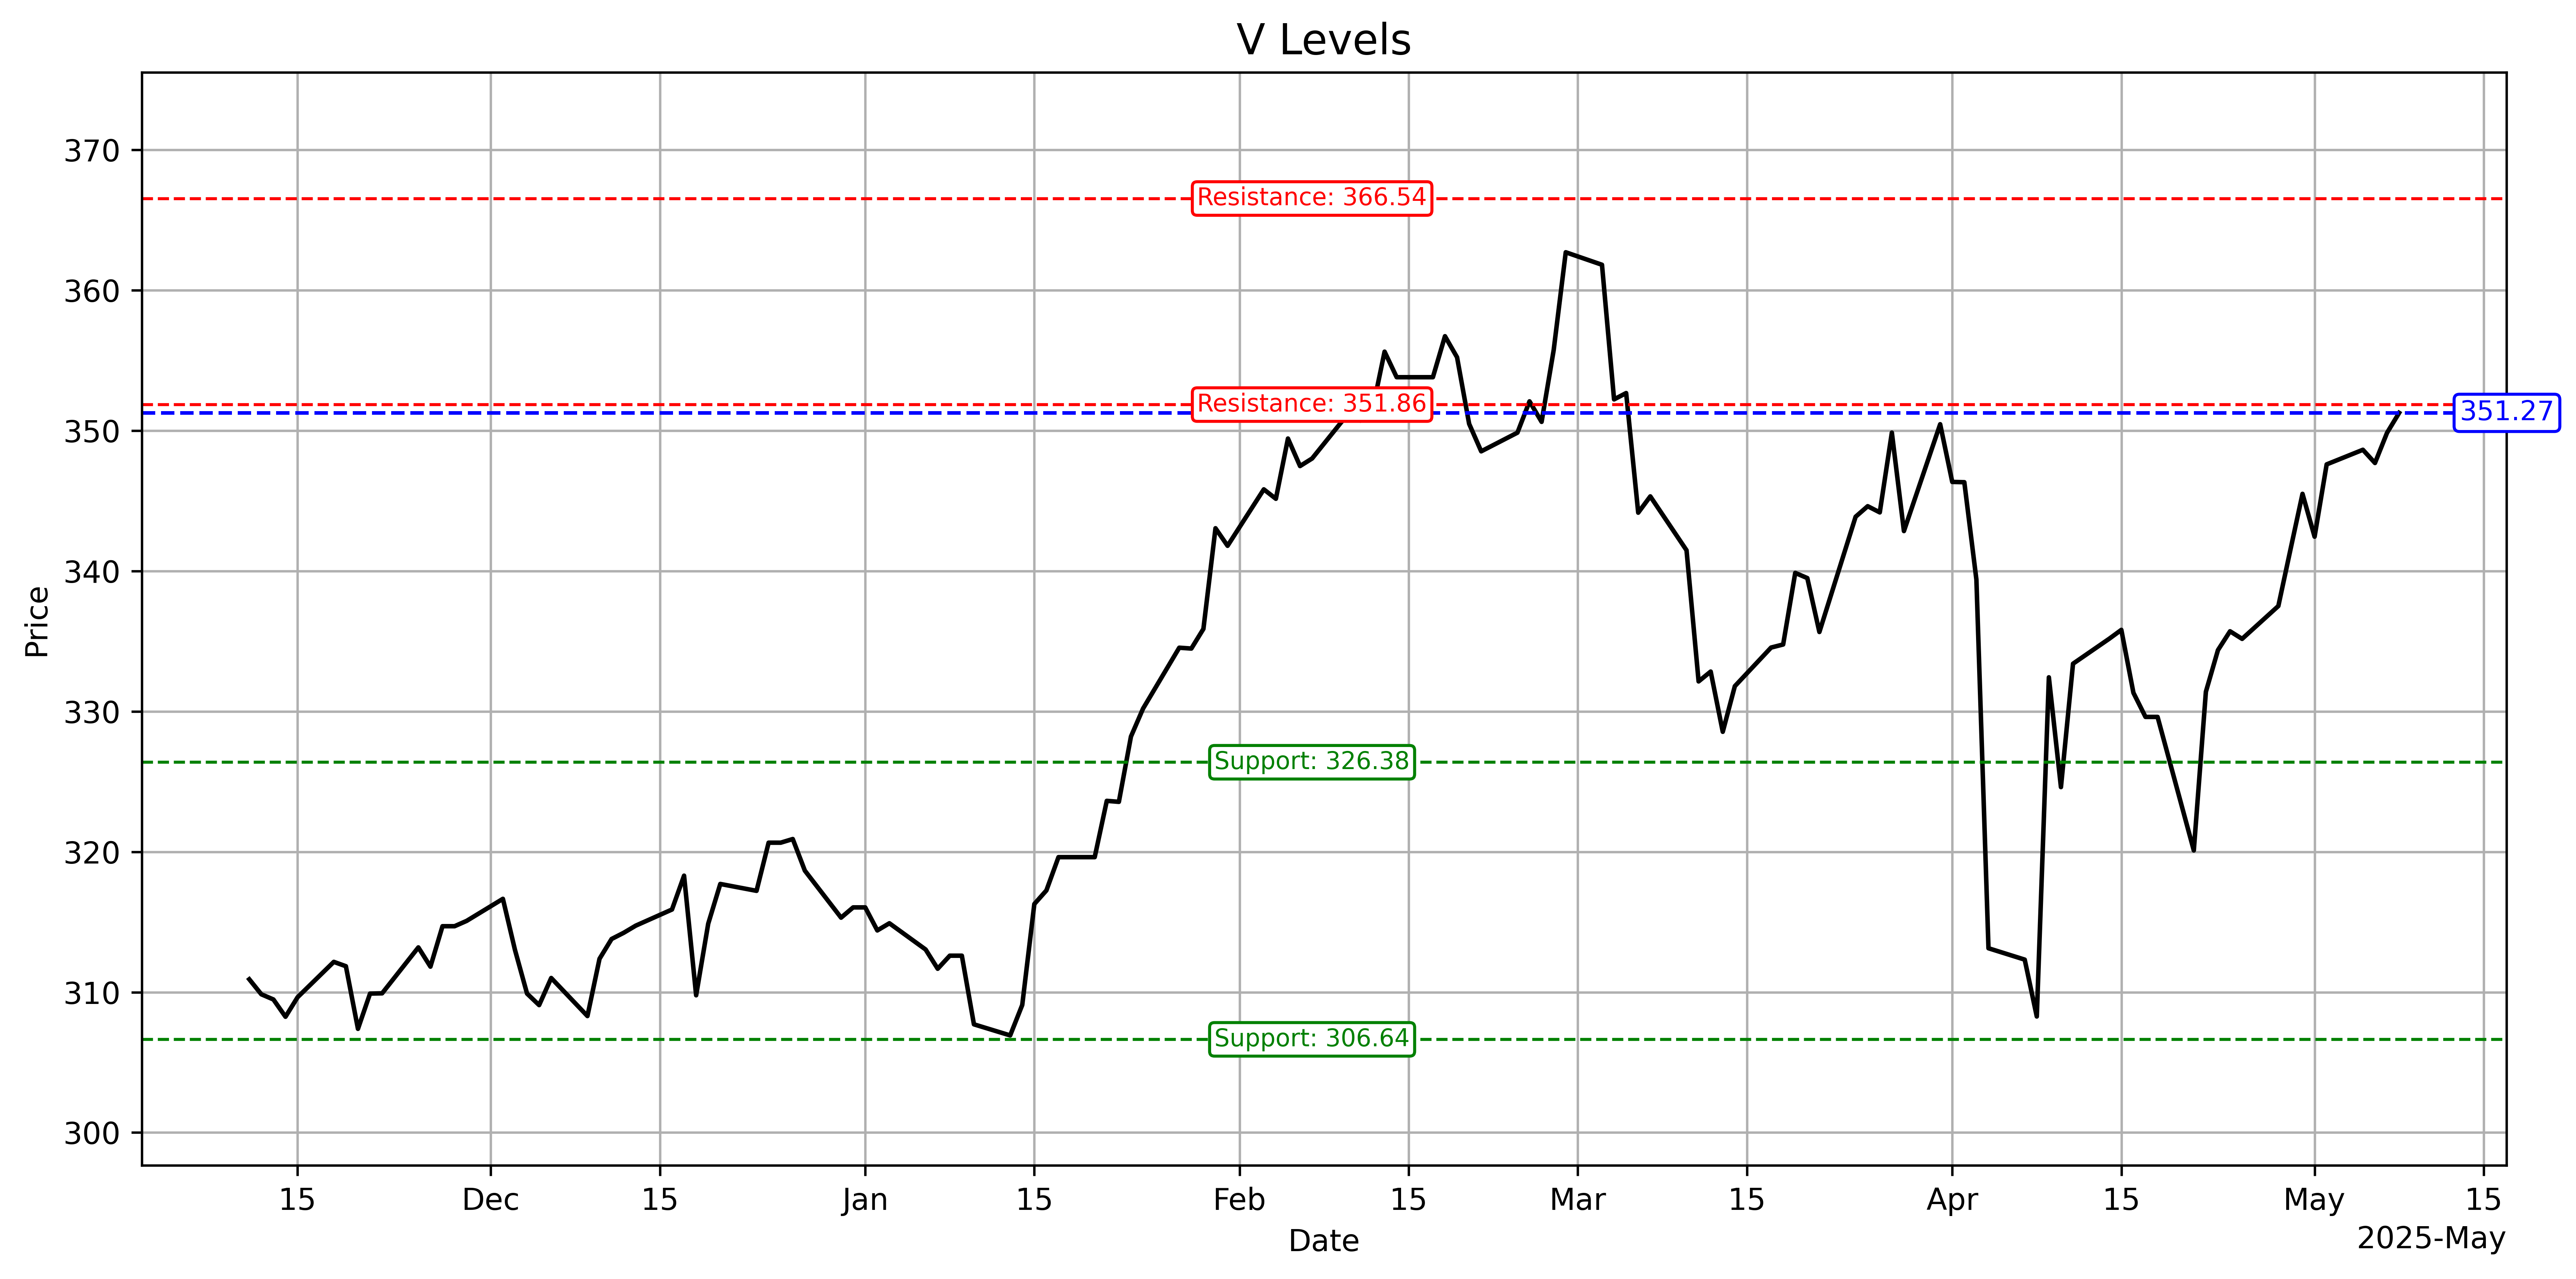 V Levels
370
360
350
340
330
320
310
300
Price
Resistance: 366.54
Resistance: 351.86
351.27
Support: 326.38
Support: 306.64
15 Dec 15 Jan 15 Feb 15 Mar 15 Apr 15 May 15
Date
2025-May